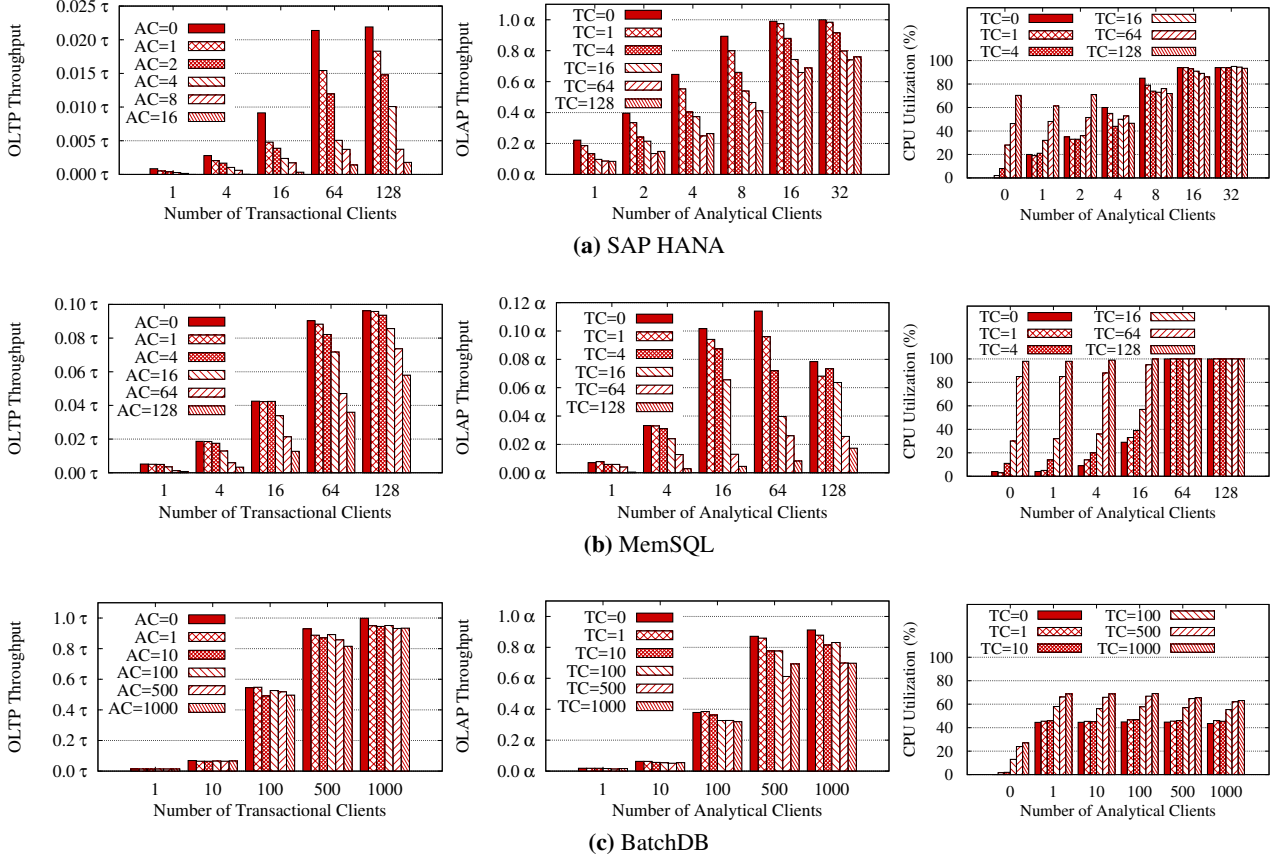 OLTP Throughput
0.025 τ
0.020 τ
0.015 τ
0.010 τ
0.005 τ
0.000 τ
AC=0
AC=1
AC=2
AC=4
AC=8
AC=16
1 4 16 64 128
Number of Transactional Clients
OLAP Throughput
1.0 α
0.8 α
0.6 α
0.4 α
0.2 α
0.0 α
TC=0
TC=1
TC=4
TC=16
TC=64
TC=128
1 2 4 8 16 32
Number of Analytical Clients
CPU Utilization (%)
100
80
60
40
20
0
TC=0 TC=16
TC=1 TC=64
TC=4 TC=128
0 1 2 4 8 16 32
Number of Analytical Clients
(a) SAP HANA
OLTP Throughput
0.10 τ
0.08 τ
0.06 τ
0.04 τ
0.02 τ
0.00 τ
AC=0
AC=1
AC=4
AC=16
AC=64
AC=128
1 4 16 64 128
Number of Transactional Clients
OLAP Throughput
0.12 α
0.10 α
0.08 α
0.06 α
0.04 α
0.02 α
0.00 α
TC=0
TC=1
TC=4
TC=16
TC=64
TC=128
1 4 16 64 128
Number of Analytical Clients
CPU Utilization (%)
100
80
60
40
20
0
TC=0 TC=16
TC=1 TC=64
TC=4 TC=128
0 1 4 16 64 128
Number of Analytical Clients
(b) MemSQL
OLTP Throughput
1.0 τ
0.8 τ
0.6 τ
0.4 τ
0.2 τ
0.0 τ
AC=0
AC=1
AC=10
AC=100
AC=500
AC=1000
1 10 100 500 1000
Number of Transactional Clients
OLAP Throughput
1.0 α
0.8 α
0.6 α
0.4 α
0.2 α
0.0 α
TC=0
TC=1
TC=10
TC=100
TC=500
TC=1000
1 10 100 500 1000
Number of Analytical Clients
CPU Utilization (%)
100
80
60
40
20
0
TC=0 TC=100
TC=1 TC=500
TC=10 TC=1000
0 1 10 100 500 1000
Number of Analytical Clients
(c) BatchDB